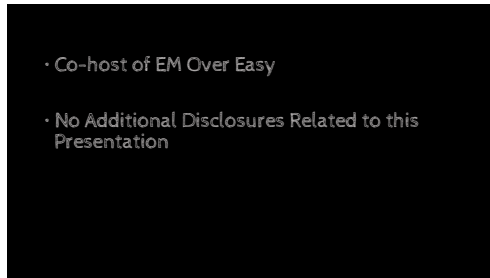 · Co-host of EM Over Easy
· No Additional Disclosures Related to this
Presentation